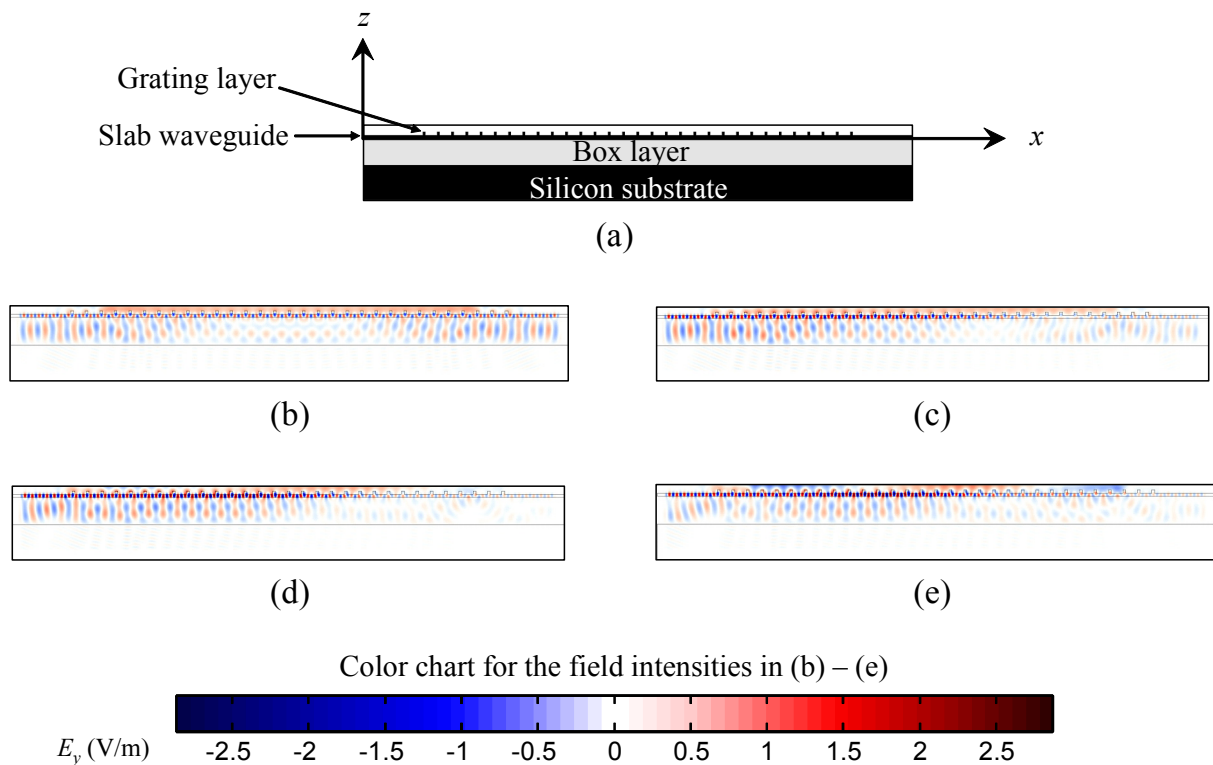 z
Grating layer
Slab waveguide
x
Box layer
Silicon substrate
(a)
(b)
(c)
(d)
(e)
Color chart for the field intensities in (b) – (e)
E_y (V/m)
-2.5 -2 -1.5 -1 -0.5 0 0.5 1 1.5 2 2.5